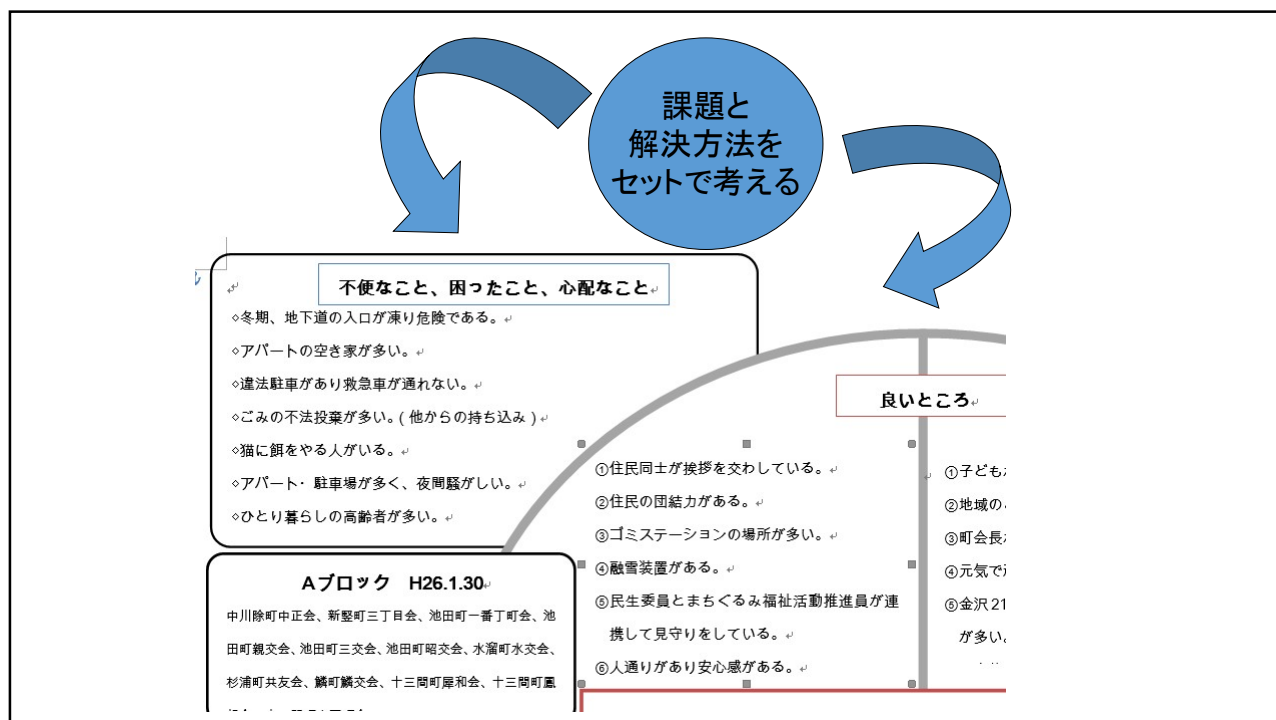 課題と
解決方法を
セットで考える
不便なこと、困ったこと、心配なこと
◇冬期、地下道の入口が凍り危険である。
◇アパートの空き家が多い。
◇違法駐車があり救急車が通れない。
◇ごみの不法投棄が多い。(他からの持ち込み)
◇猫に餌をやる人がいる。
◇アパート・駐車場が多く、夜間騒がしい。
◇ひとり暮らしの高齢者が多い。
良いところ
①住民同士が挨拶を交わしている。
②住民の団結力がある。
③ゴミステーションの場所が多い。
④融雪装置がある。
⑤民生委員とまちぐるみ福祉活動推進員が連
携して見守りをしている。
⑥人通りがあり安心感がある。
①子ども
②地域の
③町会長
④元気で
⑤金沢21
が多い。
Aブロック H26.1.30
中川除町中正会、新竪町三丁目会、池田町一番丁町会、池
田町親交会、池田町三交会、池田町昭交会、水溜町水交会、
杉浦町共友会、鱗町鱗交会、十三間町犀和会、十三間町鳳